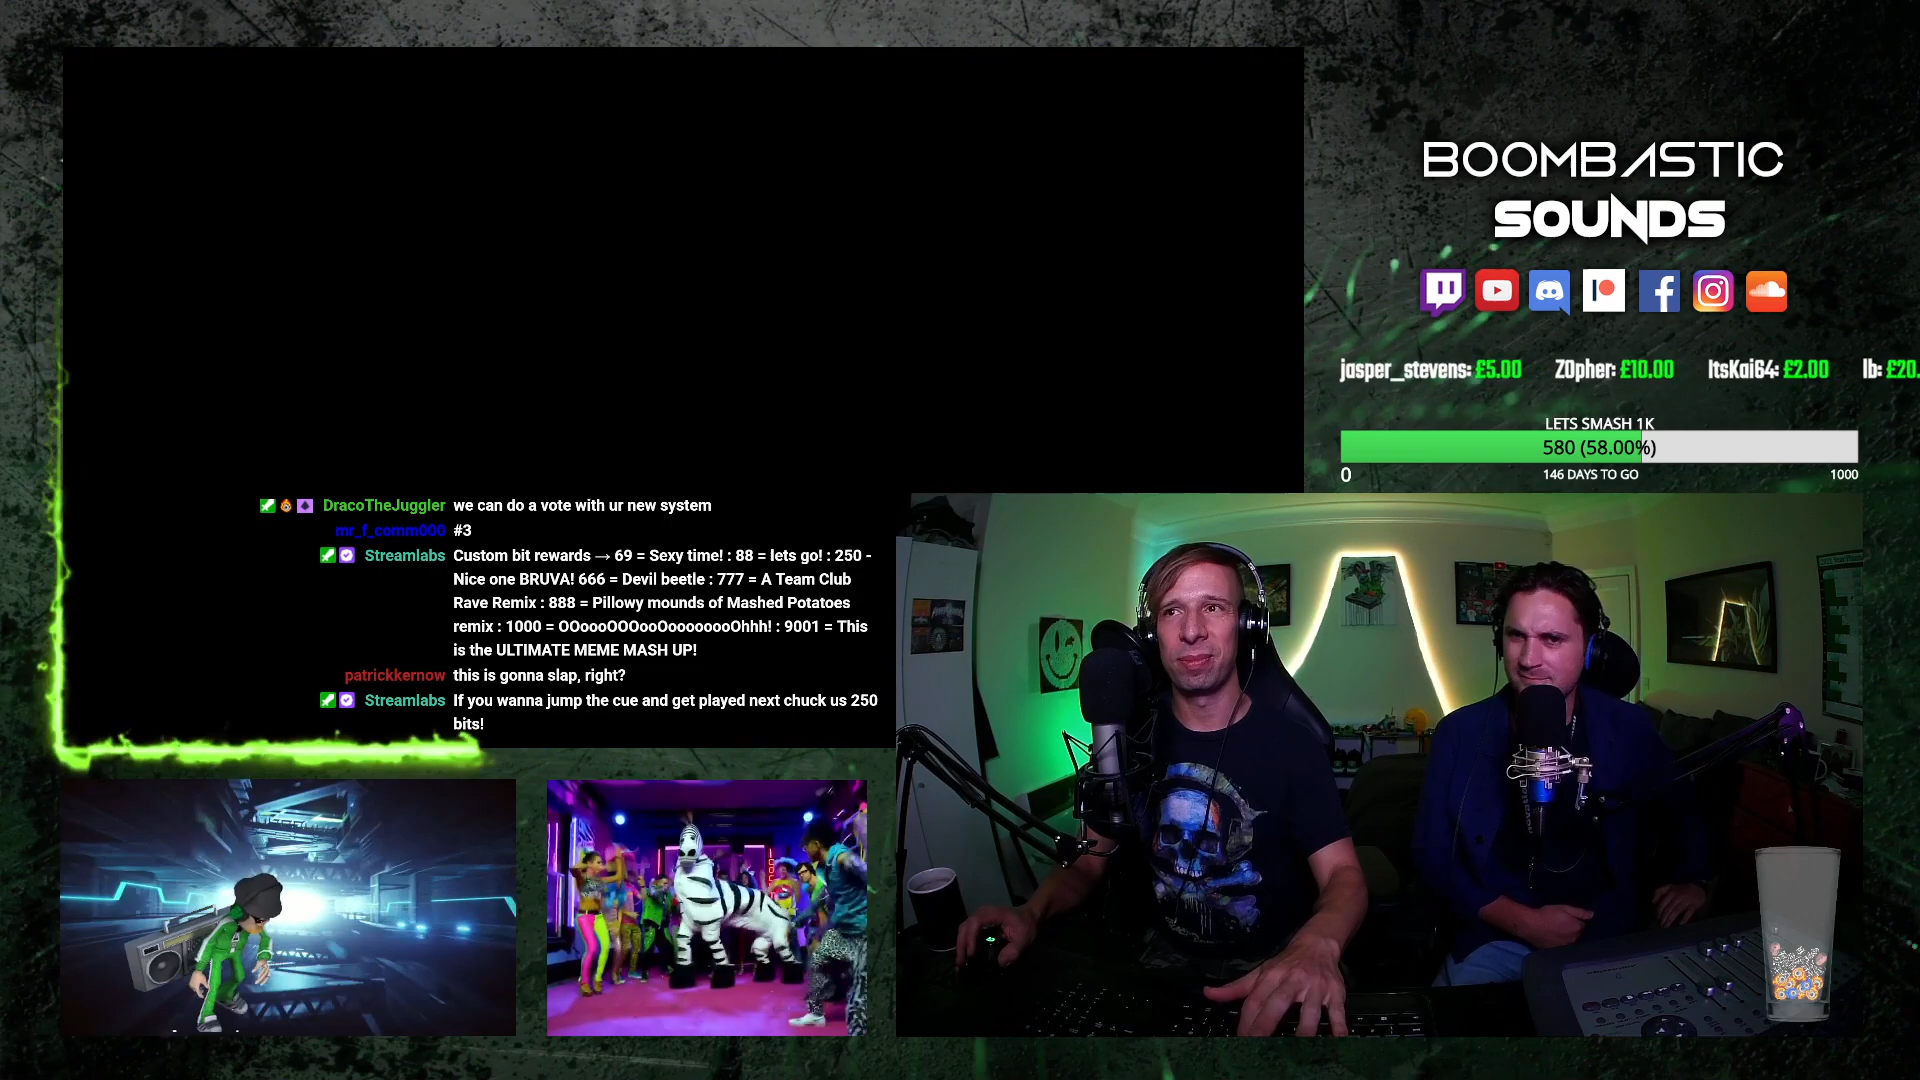 BOOMBASTIC
SOUNDS
jasper_stevens: £5.00 Z0pher: £10.00 ItsKai64: £2.00 lb: £20.
LETS SMASH 1K
580 (58.00%)
0 146 DAYS TO GO 1000
DracoTheJuggler we can do a vote with ur new system
mr_f_comm000 #3
Streamlabs Custom bit rewards → 69 = Sexy time! : 88 = lets go! : 250 -
Nice one BRUVA! 666 = Devil beetle : 777 = A Team Club
Rave Remix : 888 = Pillowy mounds of Mashed Potatoes
remix : 1000 = OOoooOOOooOoooooooOhhh! : 9001 = This
is the ULTIMATE MEME MASH UP!
patrickkernow this is gonna slap, right?
Streamlabs If you wanna jump the cue and get played next chuck us 250
bits!